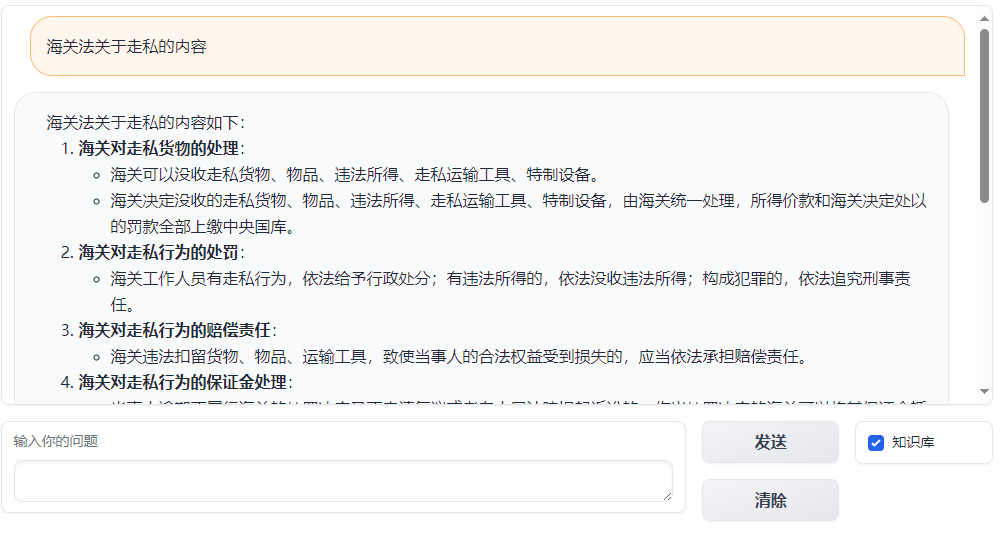 海关法关于走私的内容
海关法关于走私的内容如下：
1. 海关对走私货物的处理：
海关可以没收走私货物、物品、违法所得、走私运输工具、特制设备。
海关决定没收的走私货物、物品、违法所得、走私运输工具、特制设备，由海关统一处理，所得价款和海关决定处以
的罚款全部上缴中央国库。
2. 海关对走私行为的处罚：
海关工作人员有走私行为，依法给予行政处分；有违法所得的，依法没收违法所得；构成犯罪的，依法追究刑事责
任。
3. 海关对走私行为的赔偿责任：
海关违法扣留货物、物品、运输工具，致使当事人的合法权益受到损失的，应当依法承担赔偿责任。
4. 海关对走私行为的保证金处理：
输入你的问题
发送
知识库
清除